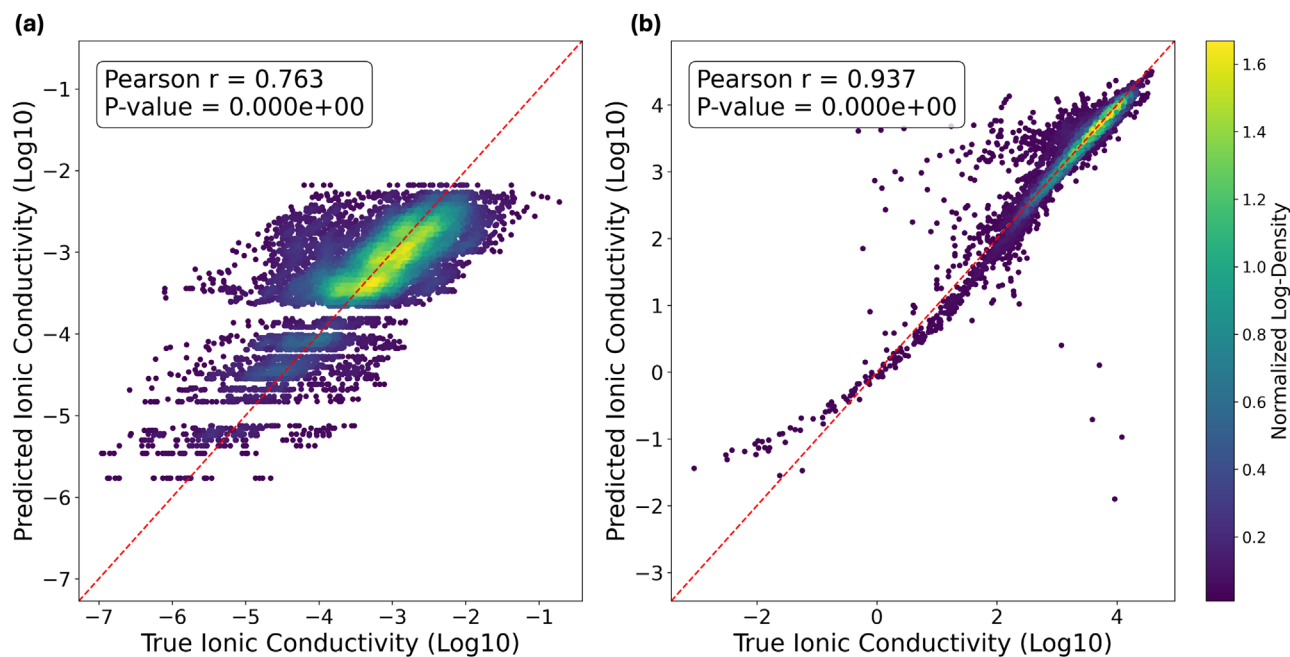 (a)
Pearson r = 0.763
P-value = 0.000e+00
Predicted Ionic Conductivity (Log10)
−1
−2
−3
−4
−5
−6
−7
−7 −6 −5 −4 −3 −2 −1
True Ionic Conductivity (Log10)
(b)
Pearson r = 0.937
P-value = 0.000e+00
Predicted Ionic Conductivity (Log10)
4
3
2
1
0
−1
−2
−3
−2 0 2 4
True Ionic Conductivity (Log10)
1.6
1.4
1.2
1.0
0.8
0.6
0.4
0.2
Normalized Log-Density